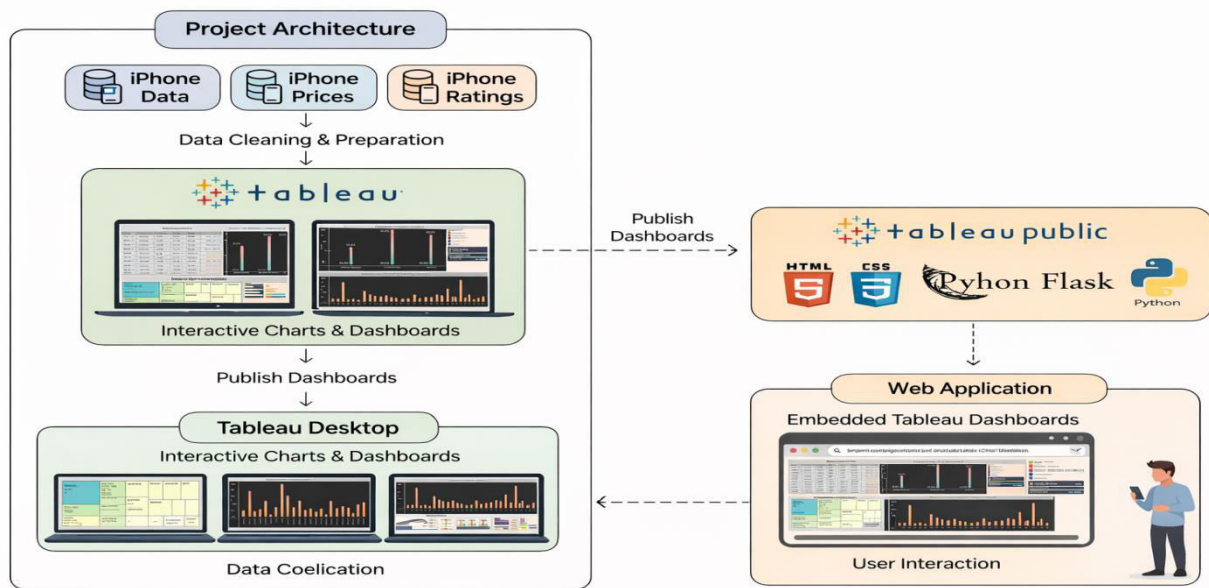 Project Architecture
iPhone
Data
iPhone
Prices
iPhone
Ratings
Data Cleaning & Preparation
tableau
Interactive Charts & Dashboards
Publish Dashboards
Tableau Desktop
Interactive Charts & Dashboards
Data Coelication
Publish
Dashboards
tableau public
HTML
5
CSS
3
Pyhon Flask
Python
Web Application
Embedded Tableau Dashboards
User Interaction